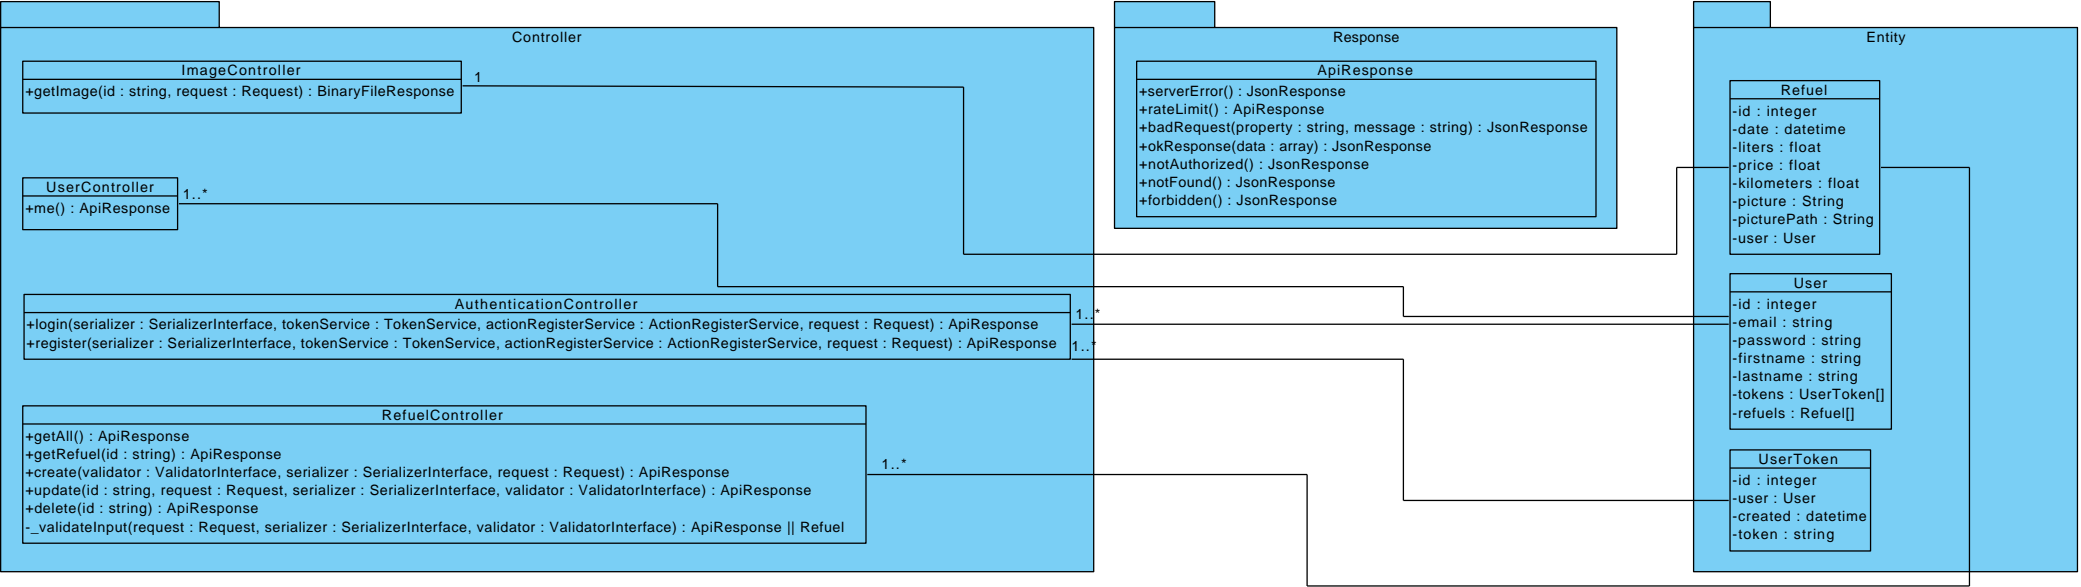 Controller
ImageController
+getImage(id : string, request : Request) : BinaryFileResponse
1
UserController
+me() : ApiResponse
1..*
AuthenticationController
+login(serializer : SerializerInterface, tokenService : TokenService, actionRegisterService : ActionRegisterService, request : Request) : ApiResponse
+register(serializer : SerializerInterface, tokenService : TokenService, actionRegisterService : ActionRegisterService, request : Request) : ApiResponse
1..*
1..*
RefuelController
+getAll() : ApiResponse
+getRefuel(id : string) : ApiResponse
+create(validator : ValidatorInterface, serializer : SerializerInterface, request : Request) : ApiResponse
+update(id : string, request : Request, serializer : SerializerInterface, validator : ValidatorInterface) : ApiResponse
+delete(id : string) : ApiResponse
-_validateInput(request : Request, serializer : SerializerInterface, validator : ValidatorInterface) : ApiResponse || Refuel
1..*
Response
ApiResponse
+serverError() : JsonResponse
+rateLimit() : ApiResponse
+badRequest(property : string, message : string) : JsonResponse
+okResponse(data : array) : JsonResponse
+notAuthorized() : JsonResponse
+notFound() : JsonResponse
+forbidden() : JsonResponse
Entity
Refuel
-id : integer
-date : datetime
-liters : float
-price : float
-kilometers : float
-picture : String
-picturePath : String
-user : User
User
-id : integer
-email : string
-password : string
-firstname : string
-lastname : string
-tokens : UserToken[]
-refuels : Refuel[]
UserToken
-id : integer
-user : User
-created : datetime
-token : string